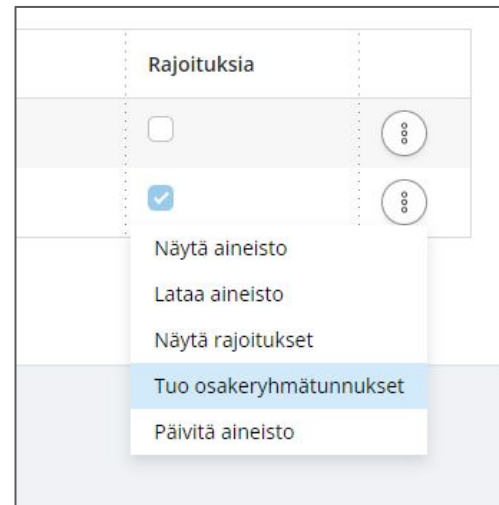 Rajoituksia
Näytä aineisto
Lataa aineisto
Näytä rajoitukset
Tuo osakeryhmätunnukset
Päivitä aineisto